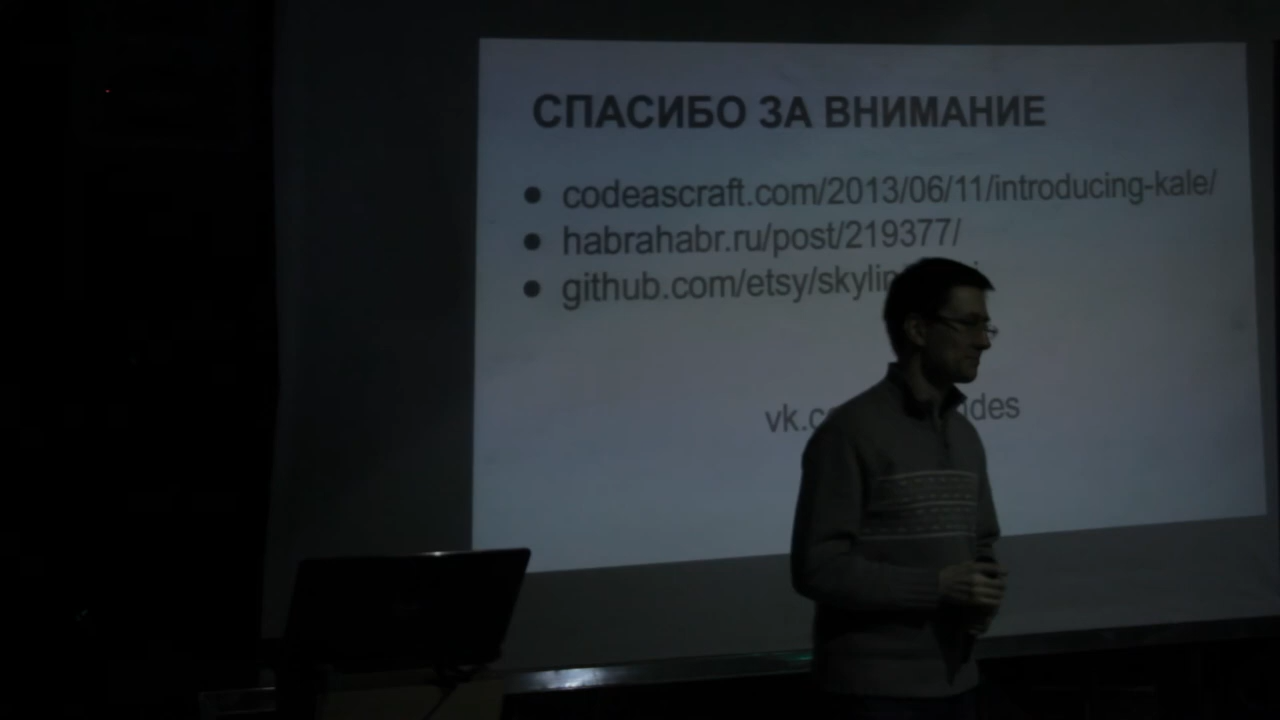 СПАСИБО ЗА ВНИМАНИЕ
codeascraft.com/2013/06/11/introducing-kale/
habrahabr.ru/post/219377/
github.com/etsy/skylin
vk.c des